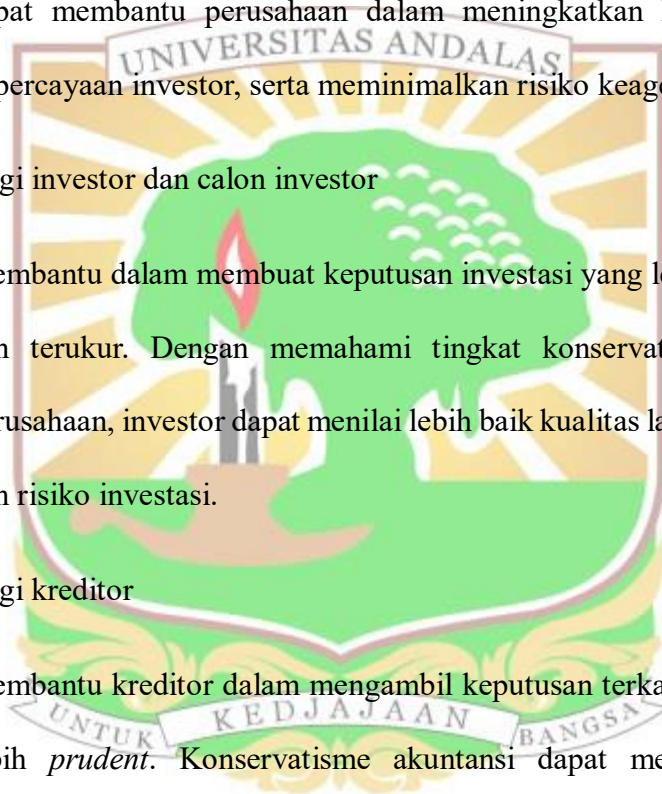 pat membantu perusahaan dalam meningkatkan
UNIVERSITAS ANDALAS
percayaan investor, serta meminimalkan risiko keage
gi investor dan calon investor
embantu dalam membuat keputusan investasi yang le
n terukur. Dengan memahami tingkat konservat
rusahaan, investor dapat menilai lebih baik kualitas la
n risiko investasi.
gi kreditor
embantu kreditor dalam mengambil keputusan terka
UNTUK KEDJAJAAN BANGSA
bih prudent. Konservatisme akuntansi dapat me